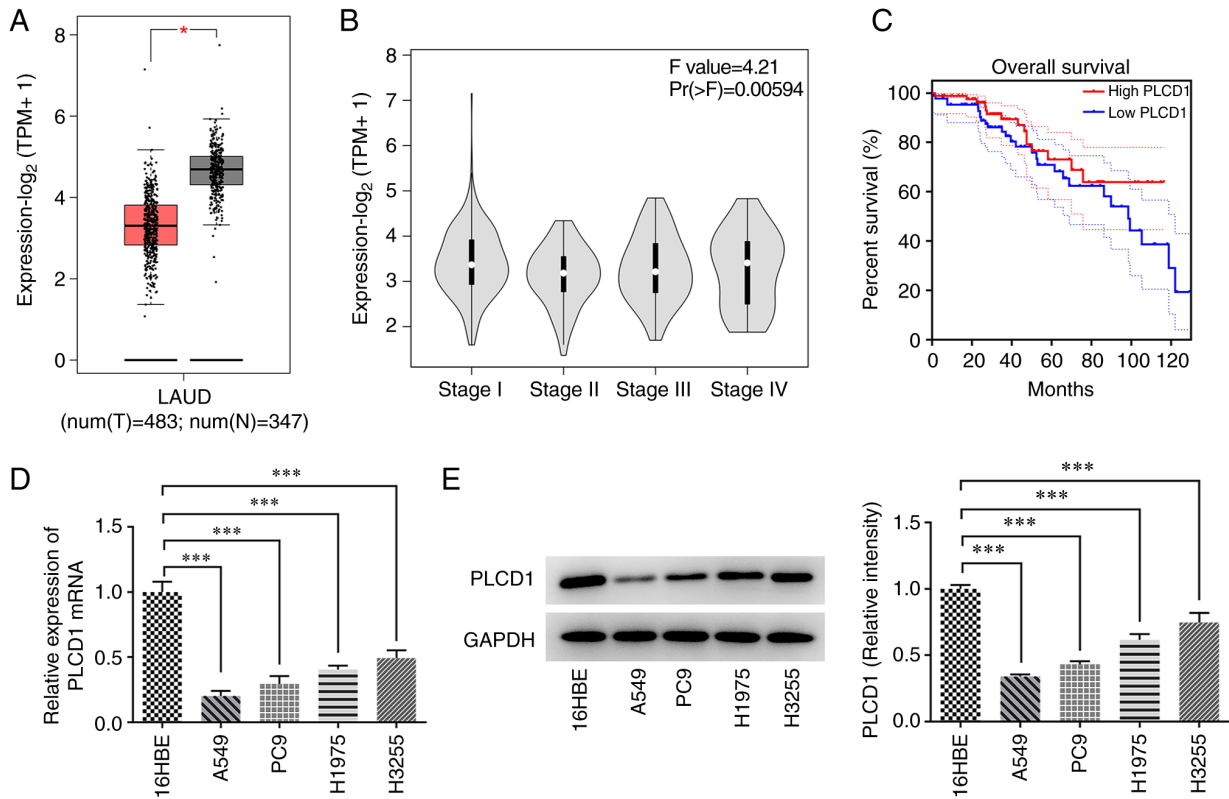 A
Expression-log2 (TPM+ 1)
8
6
4
2
0
*
LAUD
(num(T)=483; num(N)=347)
B
Expression-log2 (TPM+ 1)
8
7
6
5
4
3
2
F value=4.21
Pr(>F)=0.00594
Stage I
Stage II
Stage III
Stage IV
C
Overall survival
High PLCD1
Low PLCD1
Percent survival (%)
100
80
60
40
20
0
0 20 40 60 80 100 120
Months
D
Relative expression of
PLCD1 mRNA
1.5
1.0
0.5
0.0
***
***
***
***
16HBE
A549
PC9
H1975
H3255
E
PLCD1
GAPDH
16HBE
A549
PC9
H1975
H3255
PLCD1 (Relative intensity)
1.5
1.0
0.5
0.0
***
***
***
***
16HBE
A549
PC9
H1975
H3255